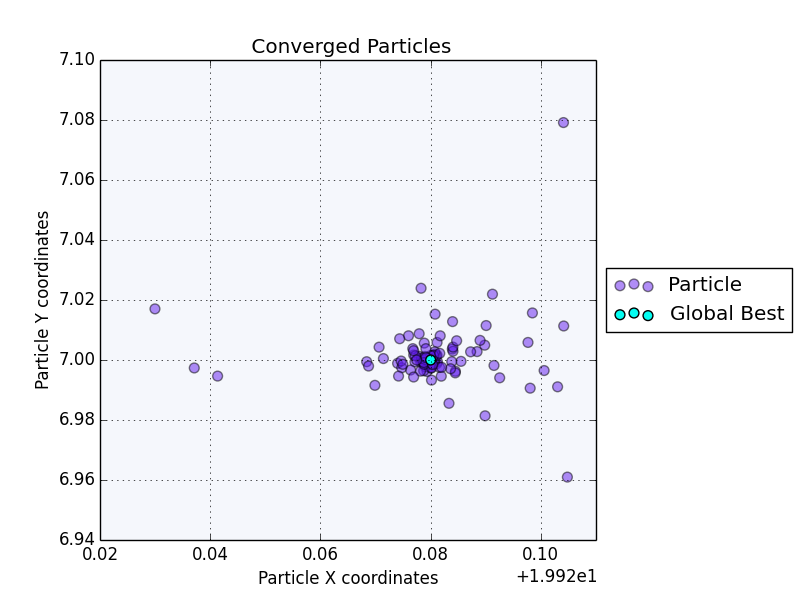 Converged Particles
7.10
7.08
7.06
7.04
7.02
7.00
6.98
6.96
6.94
Particle Y coordinates
0.02 0.04 0.06 0.08 0.10
+1.992e1
Particle X coordinates
Particle
Global Best